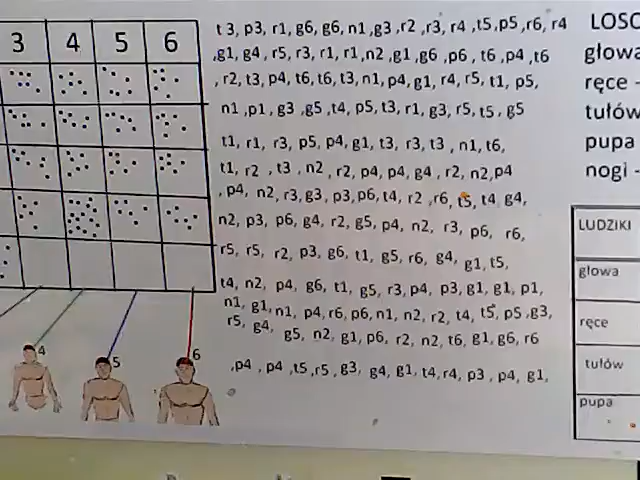 3 4 5 6
t 3, p3, r1, g6, g6, n1 ,g3 ,r2 ,r3, r4 ,t5,p5,r6, r4
,g1, g4 , r5, r3, r1, r1,n2 ,g1 ,g6 ,p6 , t6 ,p4 ,t6
, r2, t3, p4, t6, t6, t3, n1, p4, g1, r4, r5, t1, p5,
n1 ,p1 , g3 ,g5 ,t4, p5, t3, r1, g3, r5, t5 , g5
t1, r1, r3, p5, p4, g1, t3, r3, t3 , n1, t6,
t1, r2 , t3 , n2 , r2, p4, p4, g4 , r2, n2,p4
, p4, n2, r3, g3, p3,p6, t4, r2 ,r6, t5, t4, g4,
n2, p3, p6, g4, r2, g5, p4, n2, r3, p6, r6,
r5, r5, r2, p3, g6, t1, g5, r6, g4, g1, t5,
t4, n2, p4, g6, t1, g5, r3, p4, p3, g1, g1, p1,
n1, g1, n1, p4, r6, p6, n1, n2, r2, t4, t5, p5 ,g3,
r5, g4, g5, n2, g1, p6, r2, n2, t6, g1, g6, r6
,p4 , p4 ,t5 ,r5 , g3, g4, g1, t4, r4, p3 , p4, g1,
4 5 6
LOSO
głowa
ręce -
tułów
pupa
nogi -
LUDZIKI
głowa
ręce
tułów
pupa